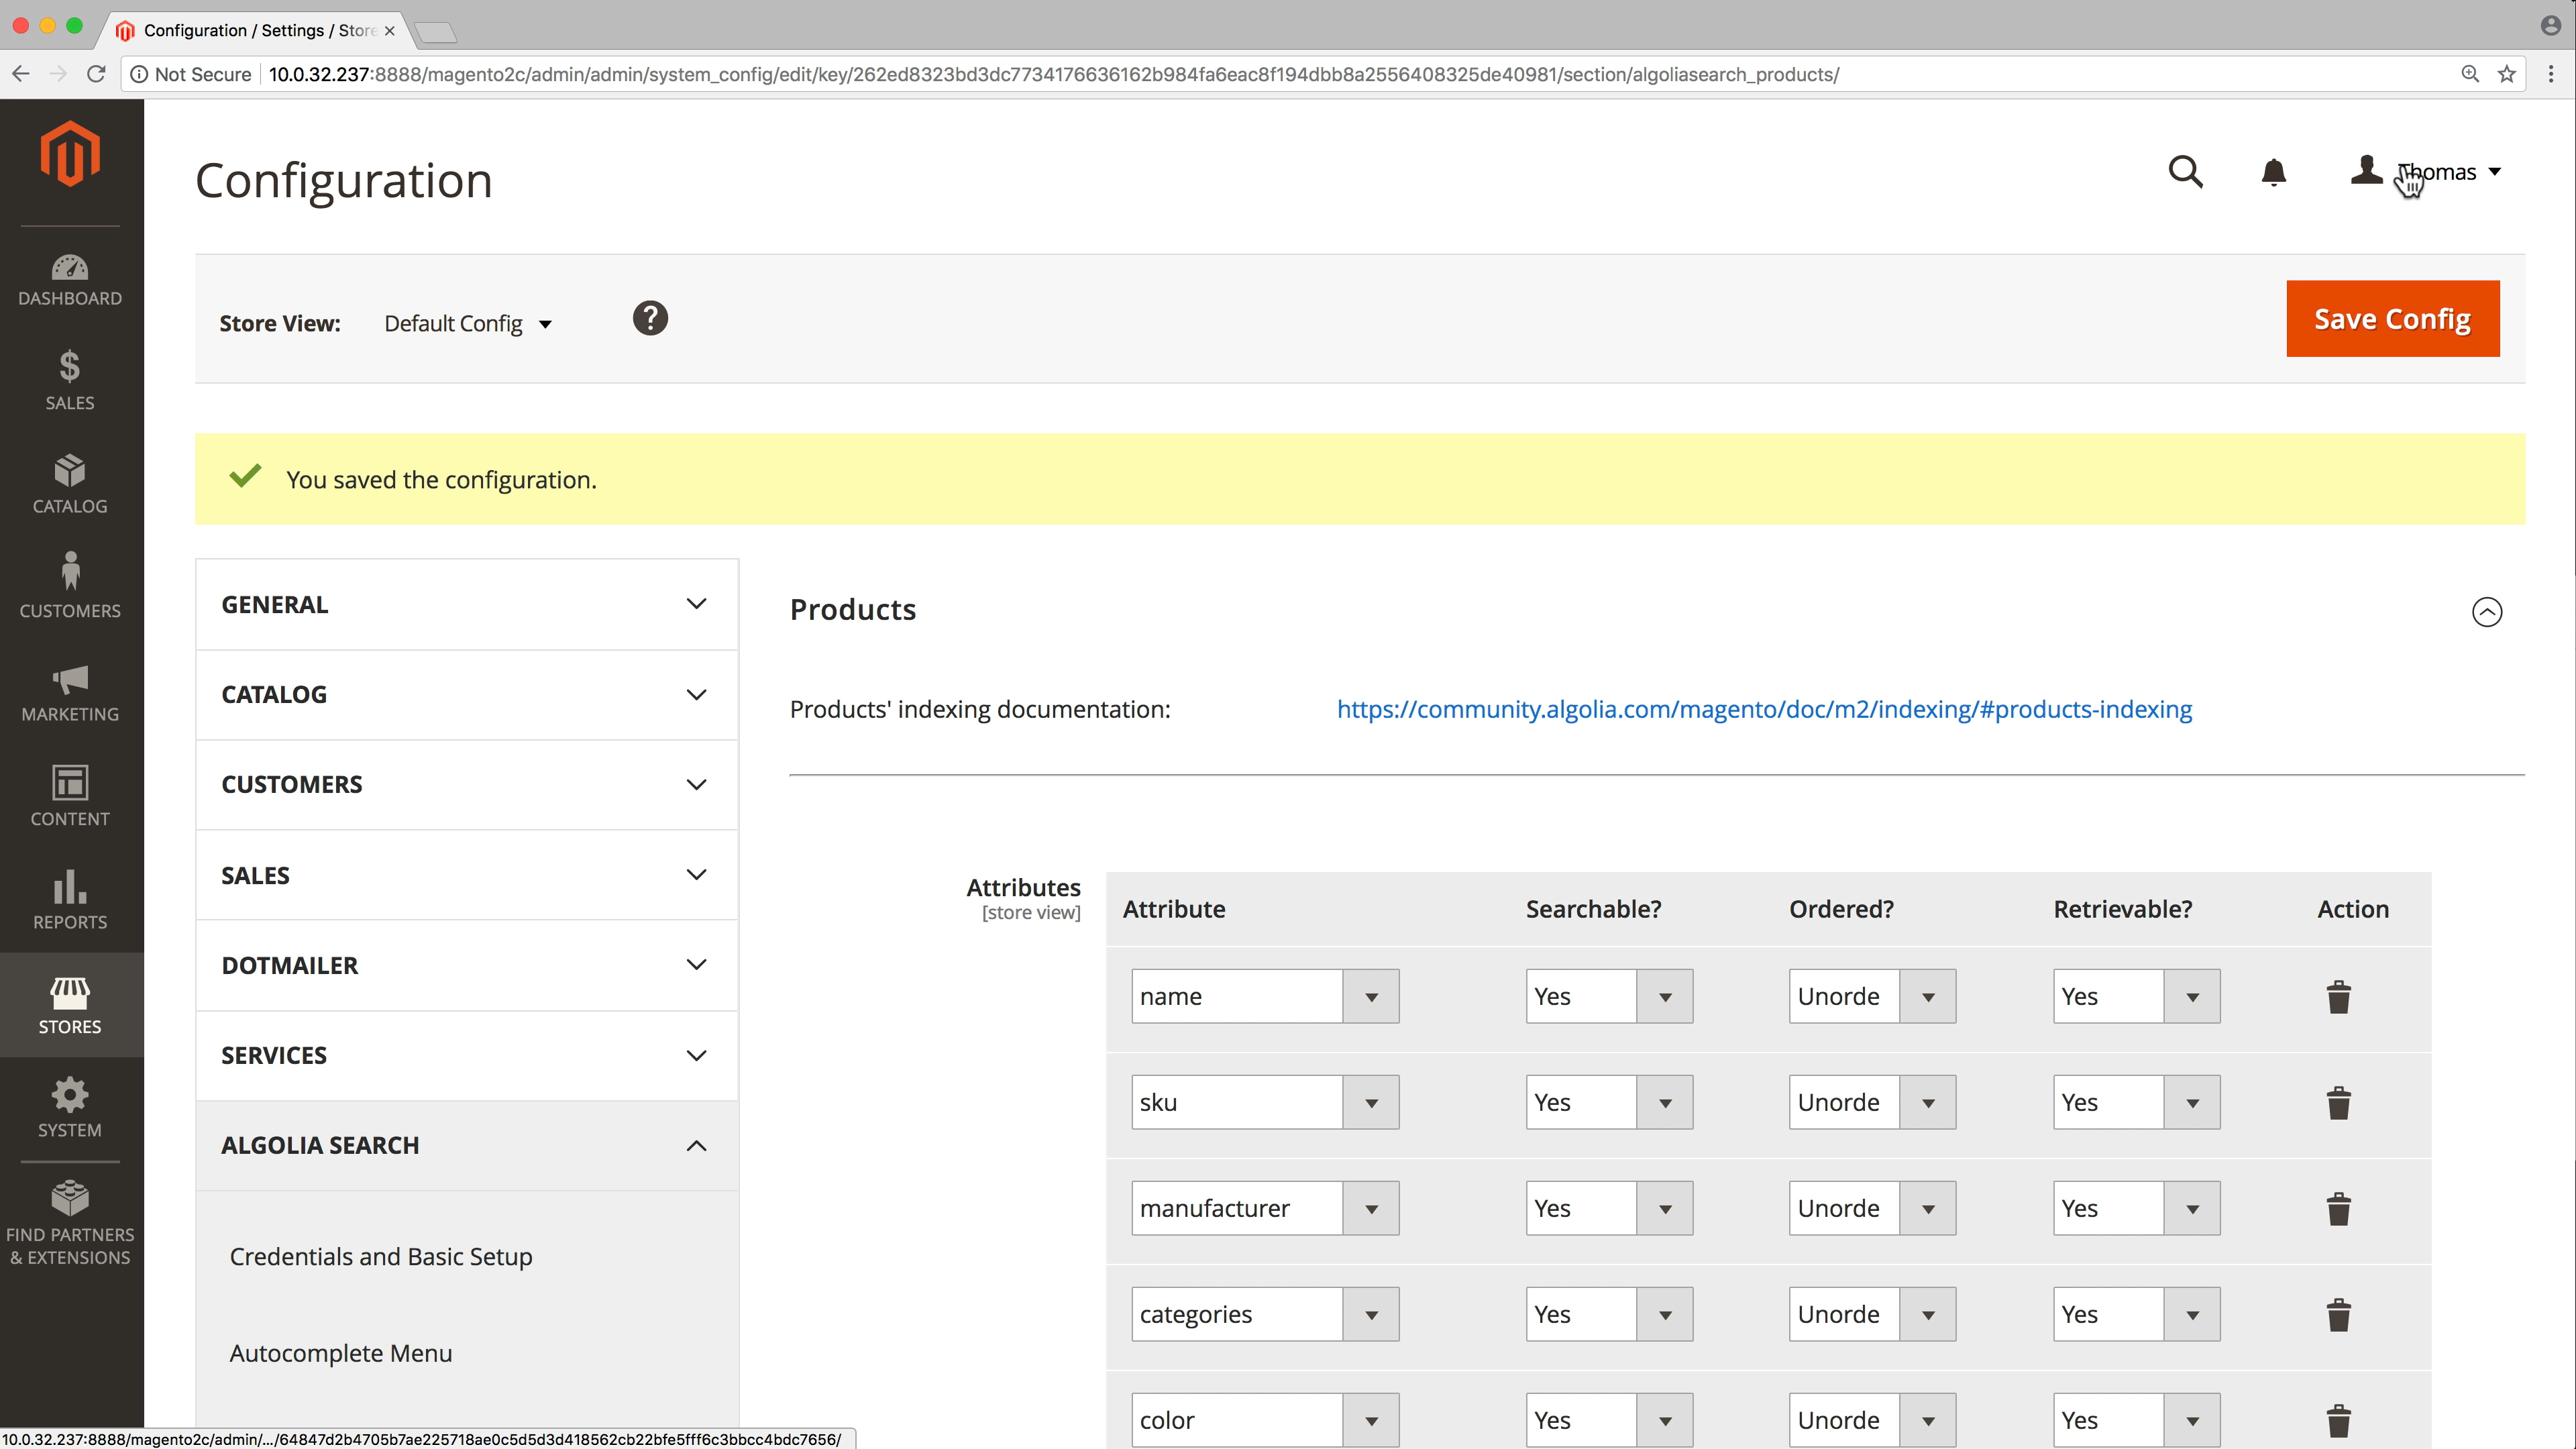 Configuration / Settings / Store
Not Secure 10.0.32.237:8888/magento2c/admin/admin/system_config/edit/key/262ed8323bd3dc7734176636162b984fa6eac8f194dbb8a2556408325de40981/section/algoliasearch_products/
Configuration
Thomas
Store View: Default Config ?
Save Config
You saved the configuration.
DASHBOARD
SALES
CATALOG
CUSTOMERS
MARKETING
CONTENT
REPORTS
STORES
SYSTEM
FIND PARTNERS
& EXTENSIONS
GENERAL
CATALOG
CUSTOMERS
SALES
DOTMAILER
SERVICES
ALGOLIA SEARCH
Credentials and Basic Setup
Autocomplete Menu
Products
Products' indexing documentation: https://community.algolia.com/magento/doc/m2/indexing/#products-indexing
Attributes
[store view]
Attribute Searchable? Ordered? Retrievable? Action
name Yes Unorde Yes
sku Yes Unorde Yes
manufacturer Yes Unorde Yes
categories Yes Unorde Yes
color Yes Unorde Yes
10.0.32.237:8888/magento2c/admin/.../64847d2b4705b7ae225718ae0c5d5d3d418562cb22bfe5fff6c3bbcc4bdc7656/